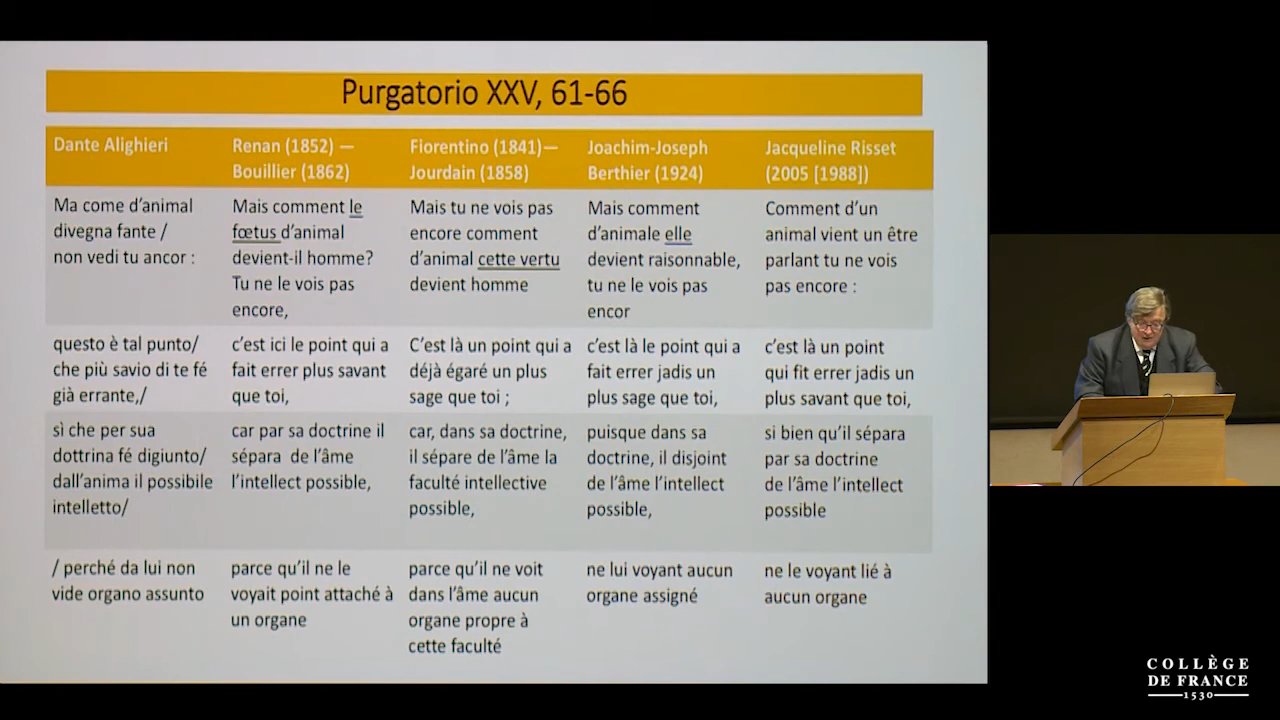 Purgatorio XXV, 61-66
Dante Alighieri
Renan (1852) —
Bouillier (1862)
Fiorentino (1841)—
Jourdain (1858)
Joachim-Joseph
Berthier (1924)
Jacqueline Risset
(2005 [1988])
Ma come d’animal
divegna fante /
non vedi tu ancor :
Mais comment le
fœtus d’animal
devient-il homme?
Tu ne le vois pas
encore,
Mais tu ne vois pas
encore comment
d’animal cette vertu
devient homme
Mais comment
d’animale elle
devient raisonnable,
tu ne le vois pas
encor
Comment d’un
animal vient un être
parlant tu ne vois
pas encore :
questo è tal punto/
che più savio di te fé
già errante,/
c’est ici le point qui a
fait errer plus savant
que toi,
C’est là un point qui a
déjà égaré un plus
sage que toi ;
c’est là le point qui a
fait errer jadis un
plus sage que toi,
c’est là un point
qui fit errer jadis un
plus savant que toi,
sì che per sua
dottrina fé digiunto/
dall’anima il possibile
intelletto/
car par sa doctrine il
sépara de l’âme
l’intellect possible,
car, dans sa doctrine,
il sépare de l’âme la
faculté intellective
possible,
puisque dans sa
doctrine, il disjoint
de l’âme l’intellect
possible,
si bien qu’il sépara
par sa doctrine
de l’âme l’intellect
possible
/ perché da lui non
vide organo assunto
parce qu’il ne le
voyait point attaché à
un organe
parce qu’il ne voit
dans l’âme aucun
organe propre à
cette faculté
ne lui voyant aucun
organe assigné
ne le voyant lié à
aucun organe
COLLÈGE
DE FRANCE
1530